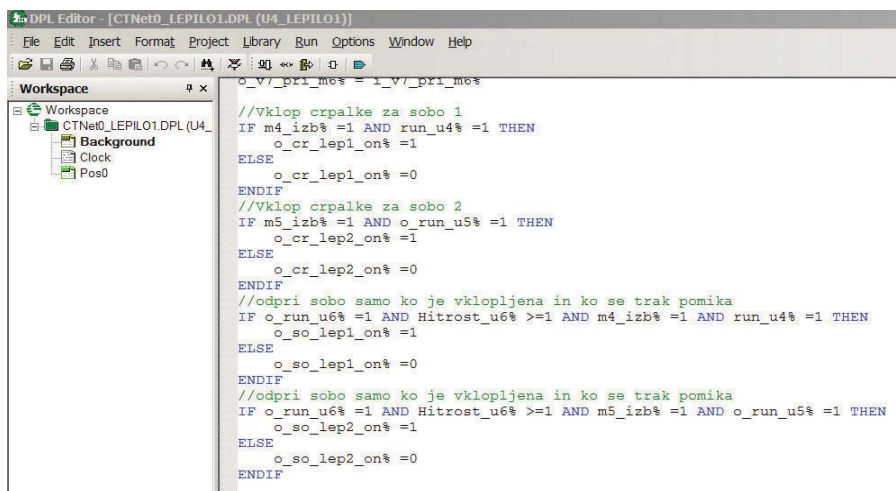 DPL Editor - [CTNet0_LEPILO1.DPL (U4_LEPILO1)]
File Edit Insert Format Project Library Run Options Window Help
Workspace
Workspace
CTNet0_LEPILO1.DPL (U4_
Background
Clock
Pos0
o_v7_pri_m6% = i_v7_pri_m6%
//Vklop crpalke za sobo 1
IF m4_izb% =1 AND run_u4% =1 THEN
o_cr_lep1_on% =1
ELSE
o_cr_lep1_on% =0
ENDIF
//Vklop crpalke za sobo 2
IF m5_izb% =1 AND o_run_u5% =1 THEN
o_cr_lep2_on% =1
ELSE
o_cr_lep2_on% =0
ENDIF
//odpri sobo samo ko je vklopljena in ko se trak pomika
IF o_run_u6% =1 AND Hitrost_u6% >=1 AND m4_izb% =1 AND run_u4% =1 THEN
o_so_lep1_on% =1
ELSE
o_so_lep1_on% =0
ENDIF
//odpri sobo samo ko je vklopljena in ko se trak pomika
IF o_run_u6% =1 AND Hitrost_u6% >=1 AND m5_izb% =1 AND o_run_u5% =1 THEN
o_so_lep2_on% =1
ELSE
o_so_lep2_on% =0
ENDIF